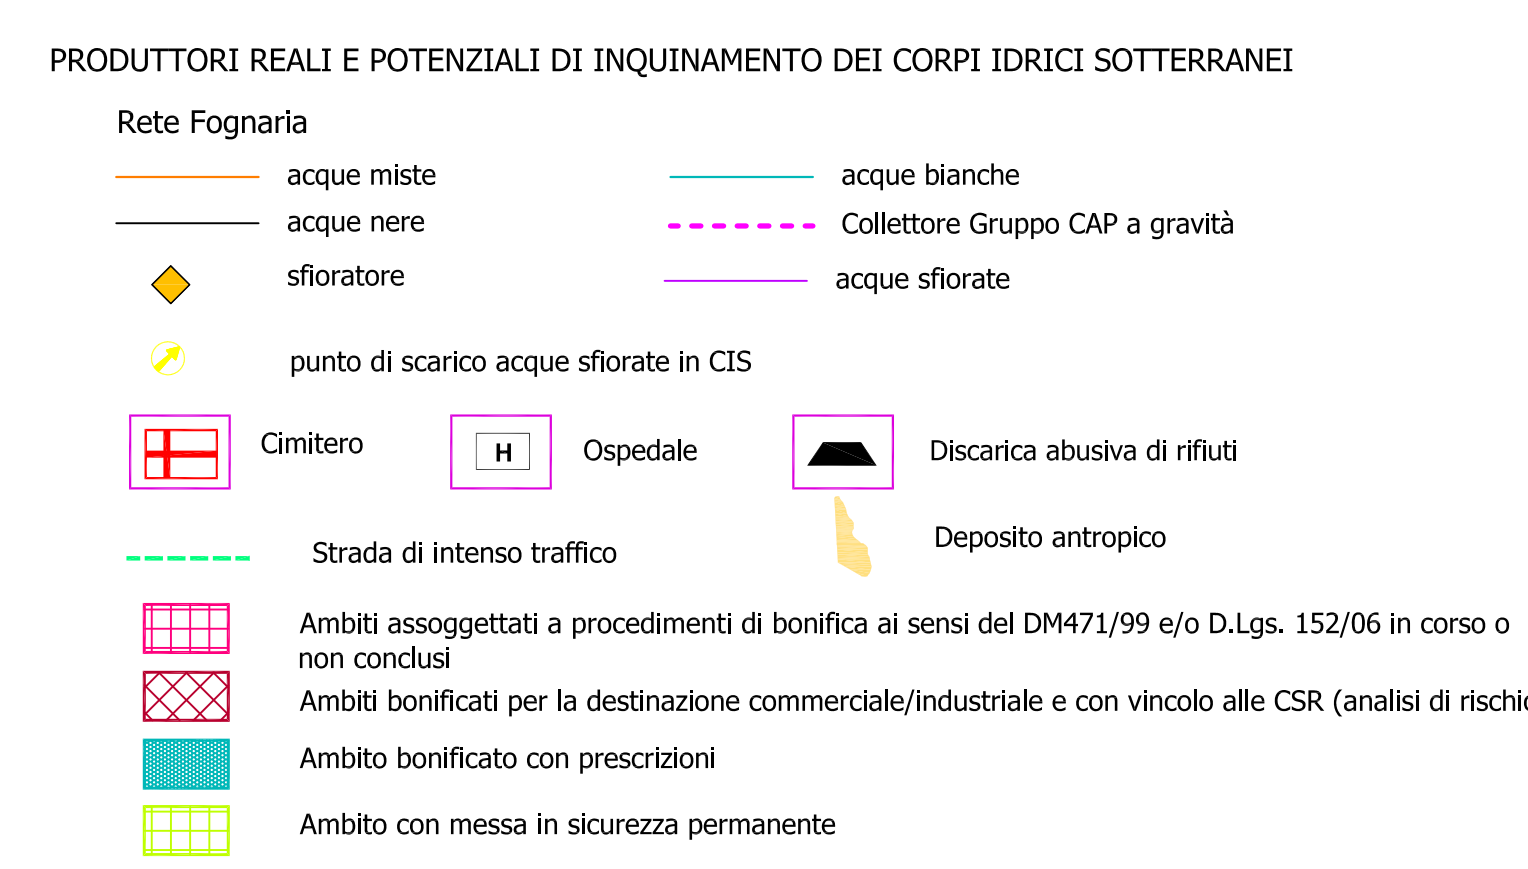 PRODUTTORI REALI E POTENZIALI DI INQUINAMENTO DEI CORPI IDRICI SOTTERRANEI
Rete Fognaria
acque miste
acque bianche
acque nere
Collettore Gruppo CAP a gravità
sfioratore
acque sfiorate
punto di scarico acque sfiorate in CIS
Cimitero
H
Ospedale
Discarica abusiva di rifiuti
Strada di intenso traffico
Deposito antropico
Ambiti assoggettati a procedimenti di bonifica ai sensi del DM471/99 e/o D.Lgs. 152/06 in corso o
non conclusi
Ambiti bonificati per la destinazione commerciale/industriale e con vincolo alle CSR (analisi di
Ambito bonificato con prescrizioni
Ambito con messa in sicurezza permanente